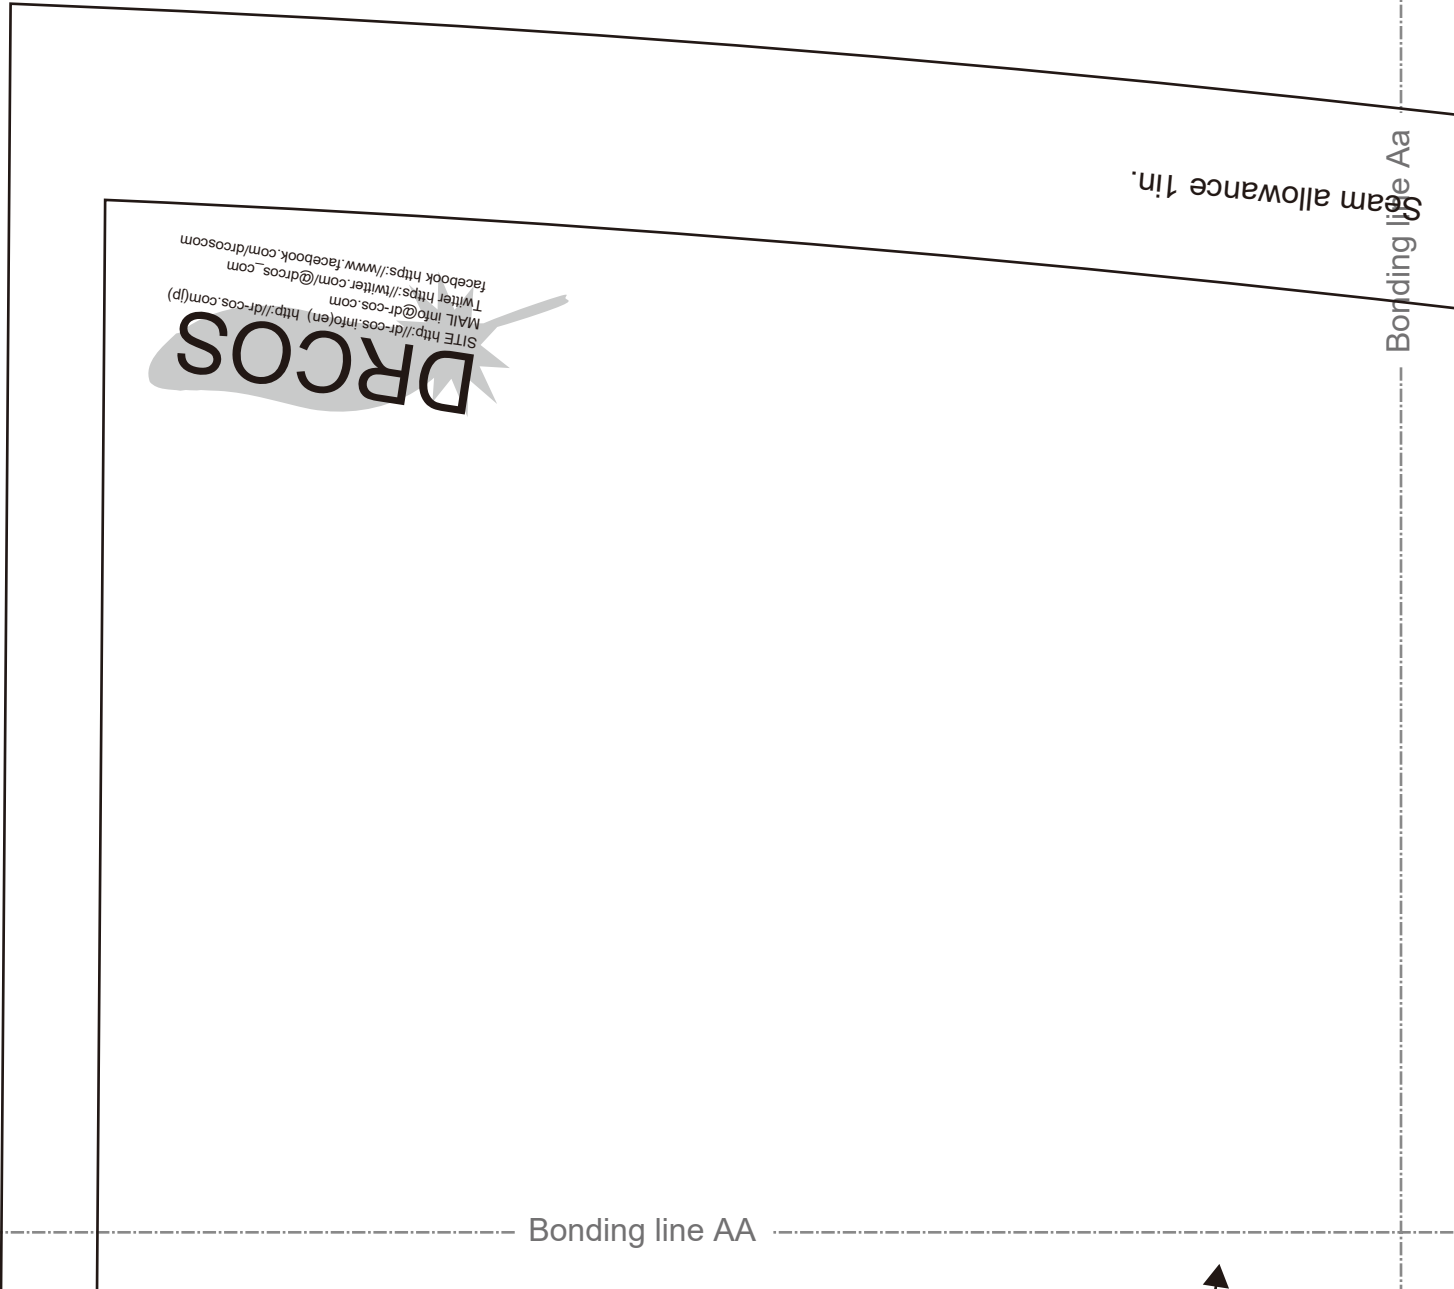 Bonding line Aa
Seam allowance 1in.
DRCOS
SITE http://dr-cos.info(en) http://dr-cos.com(jp)
MAIL info@dr-cos.com
Twitter https://twitter.com/@drcos_com
facebook https://www.facebook.com/drcoscom
Bonding line AA